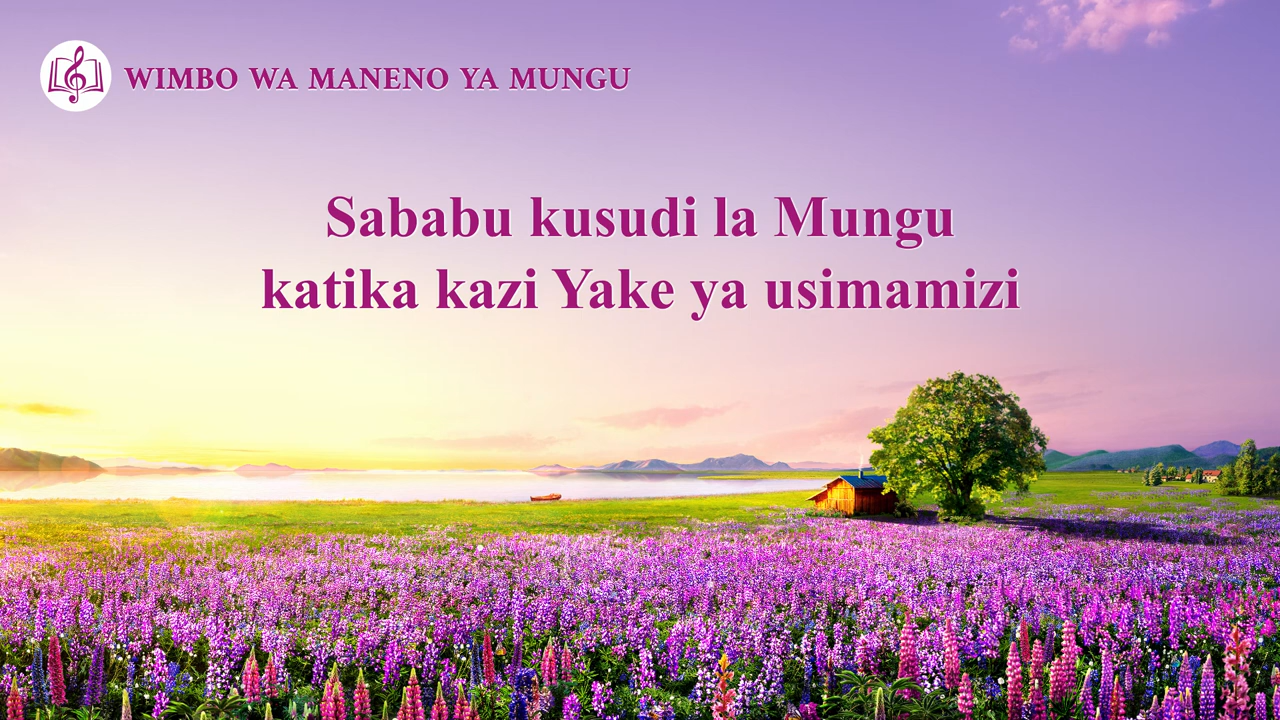 WIMBO WA MANENO YA MUNGU
Sababu kusudi la Mungu
katika kazi Yake ya usimamizi